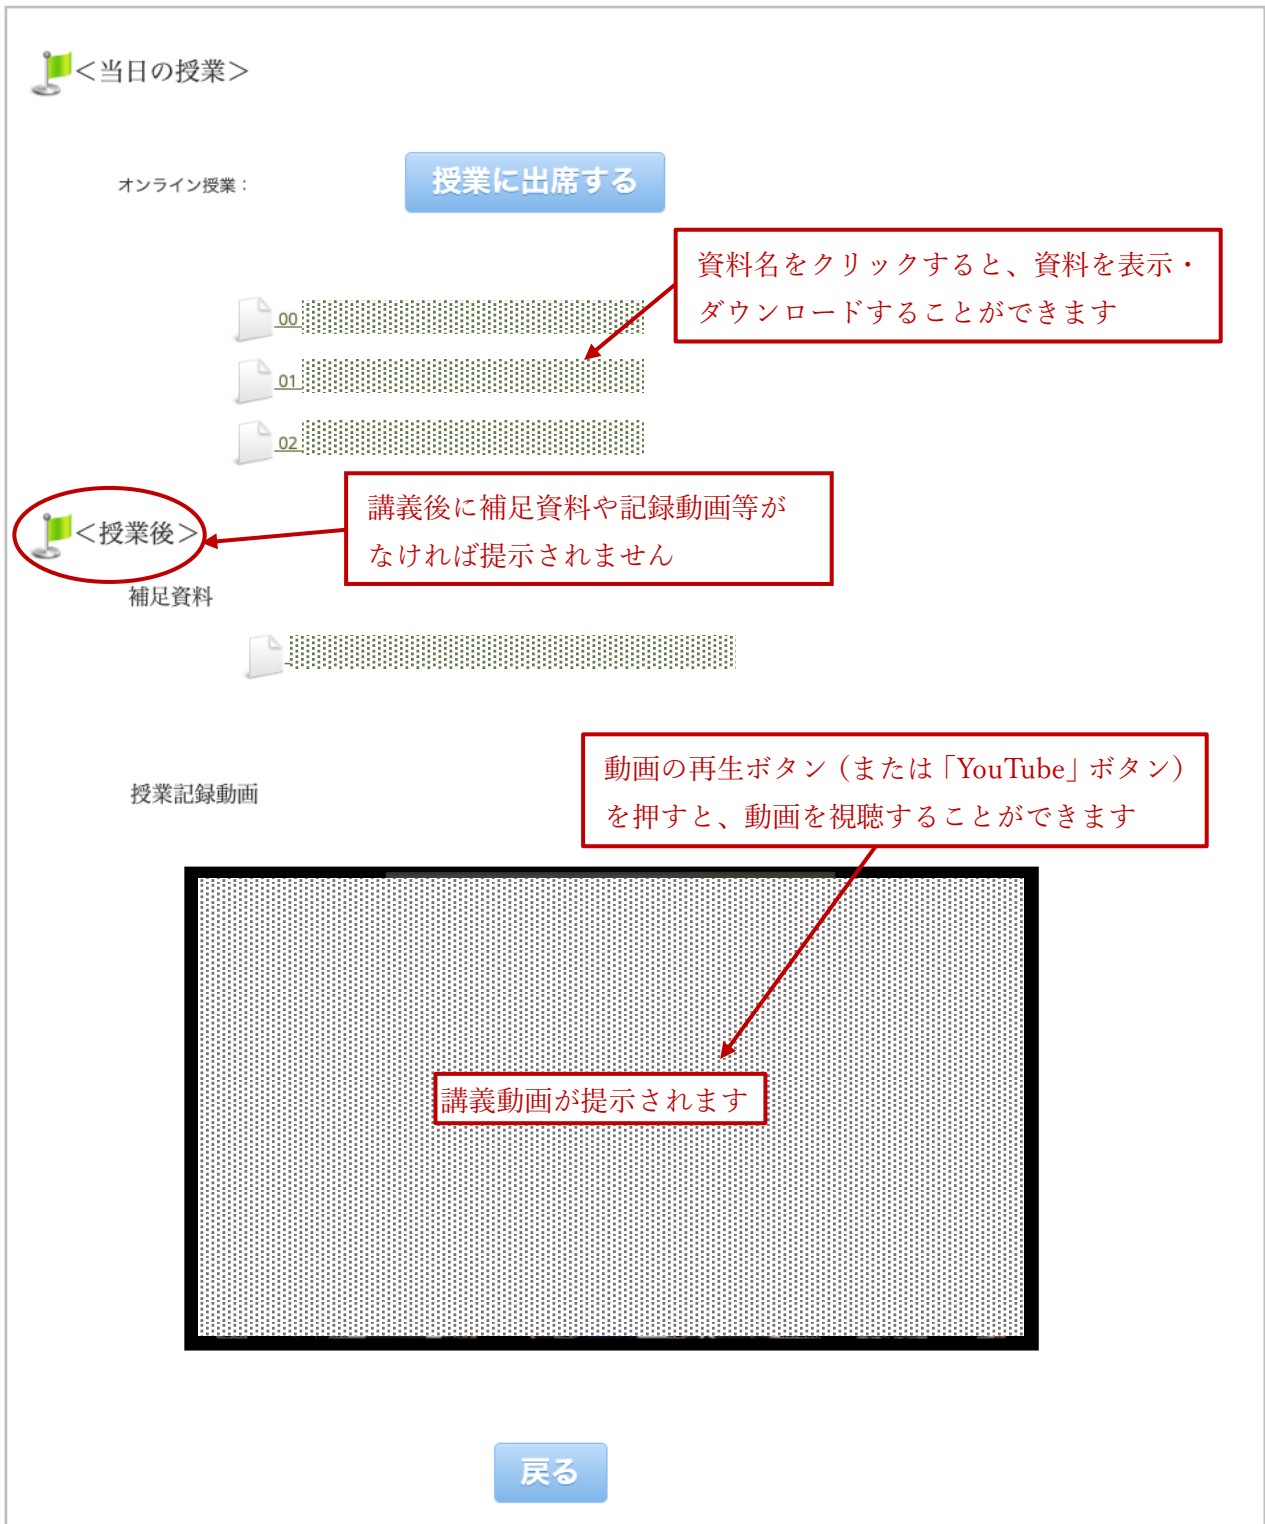 ＜当日の授業＞
オンライン授業：
授業に出席する
資料名をクリックすると、資料を表示・
ダウンロードすることができます
00
01
02
＜授業後＞
講義後に補足資料や記録動画等が
なければ提示されません
補足資料
動画の再生ボタン（または「YouTube」ボタン）
を押すと、動画を視聴することができます
授業記録動画
講義動画が提示されます
戻る